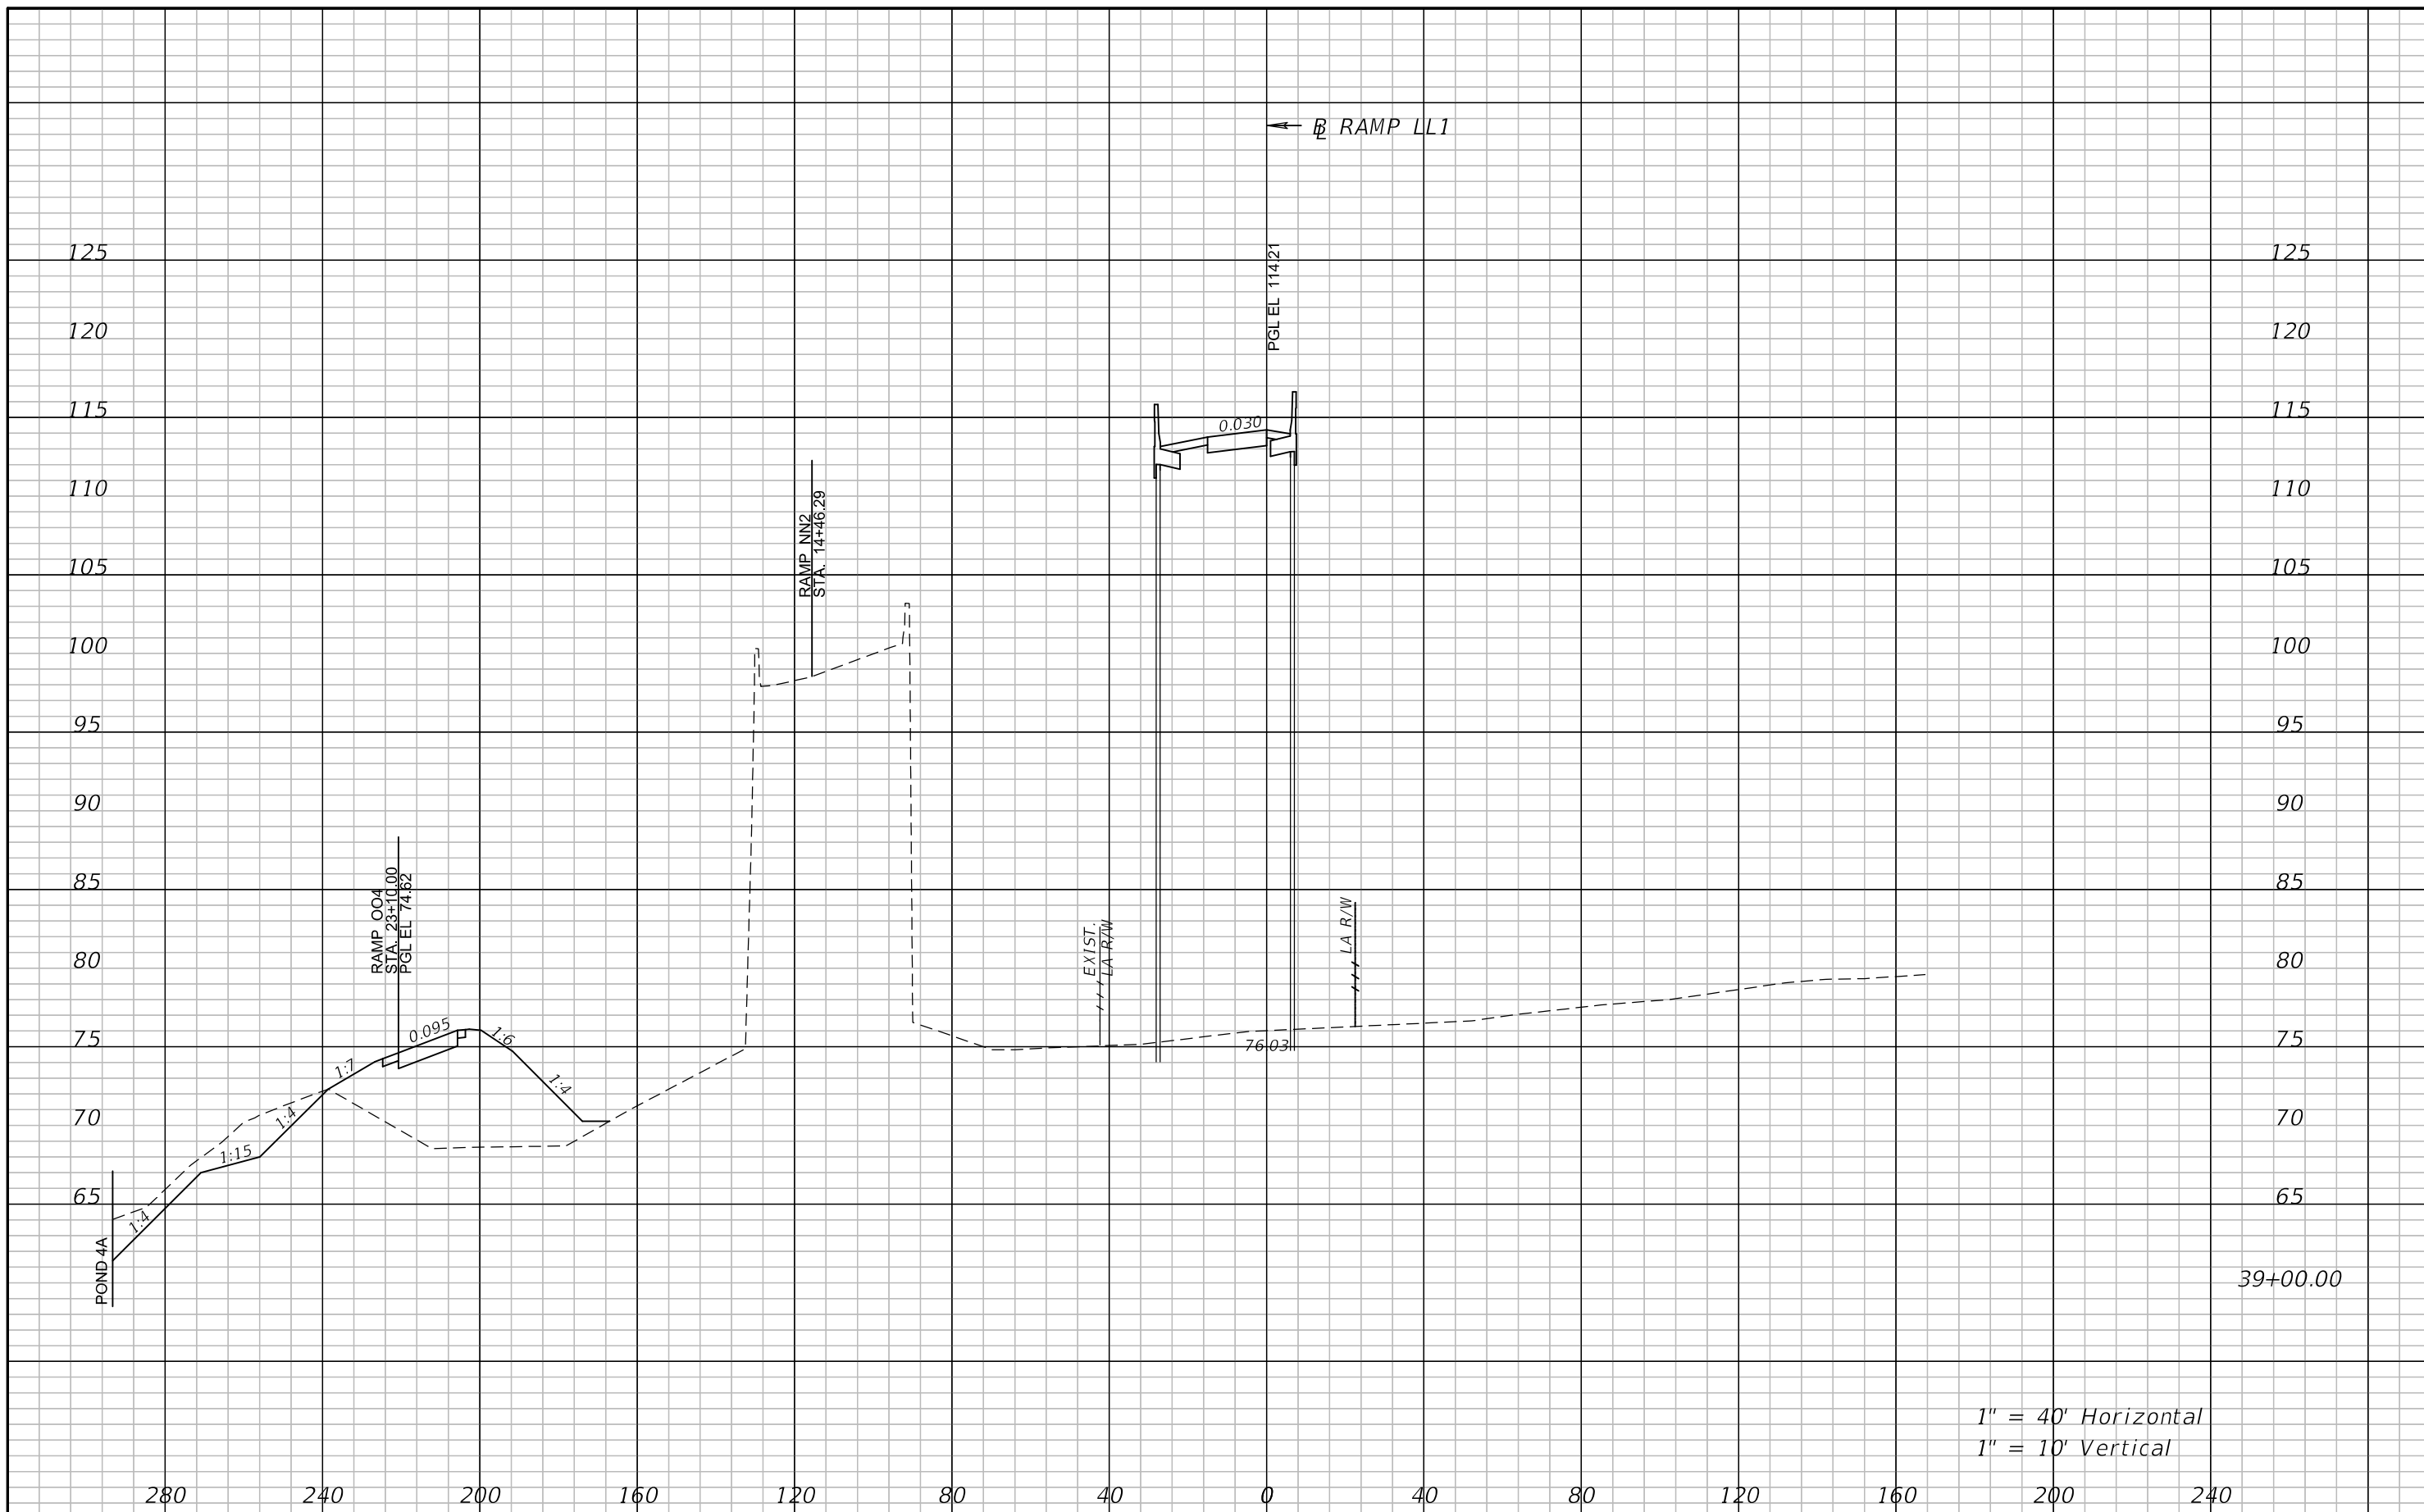 BL RAMP LL1
PGL EL 114.21
125 125
120 120
115 115
0.030
110 110
RAMP NN2
STA. 14+46.29
105 105
100 100
95 95
90 90
85 85
RAMP OO4
STA. 23+10.00
PGL EL 74.62
EXIST.
LA R/W
LA R/W
80 80
75 75
0.095
1:6
76.03
1:7
1:4
70 70
1:4
1:15
65 65
1:4
POND 4A
39+00.00
1" = 40' Horizontal
1" = 10' Vertical
280 240 200 160 120 80 40 0 40 80 120 160 200 240